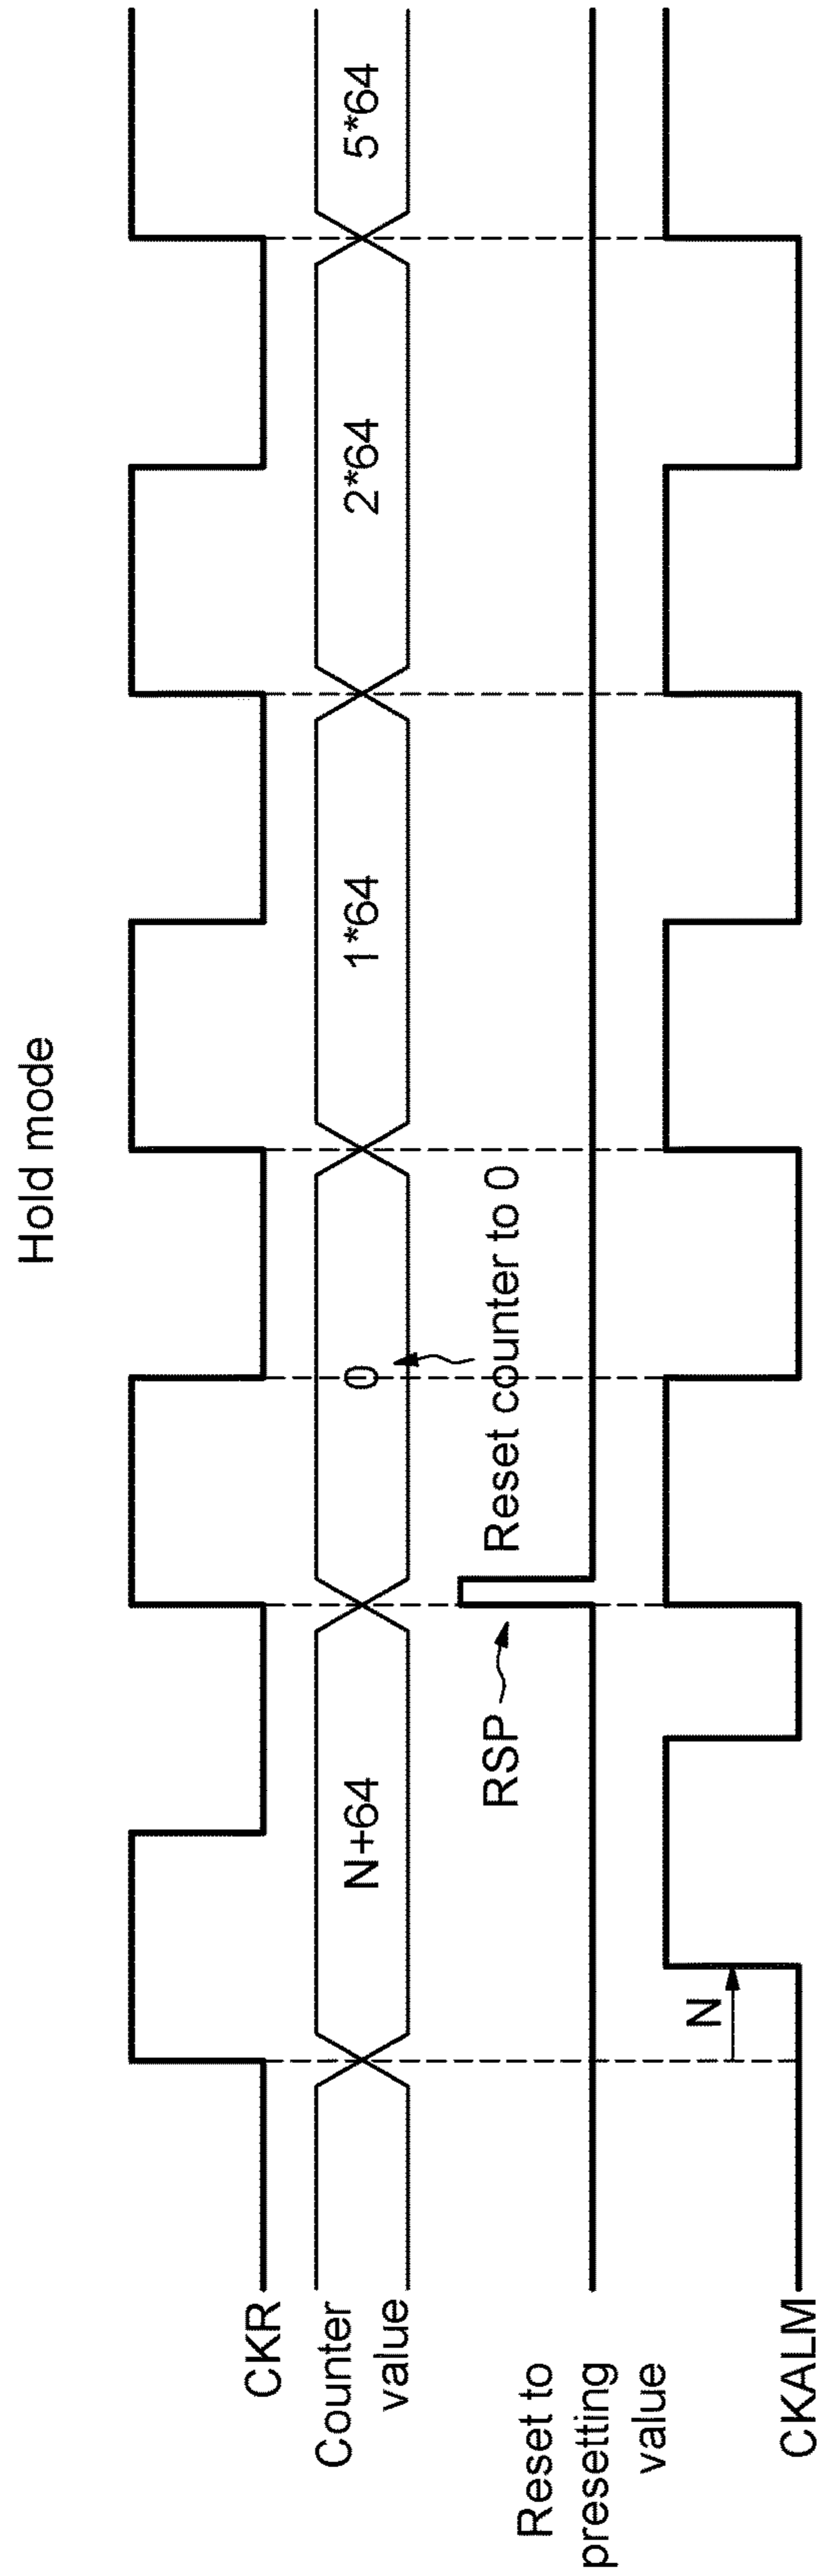 Hold mode
CKR
Counter
value
N+64
0
1*64
2*64
5*64
Reset to
presetting
value
RSP
Reset counter to 0
CKALM
N